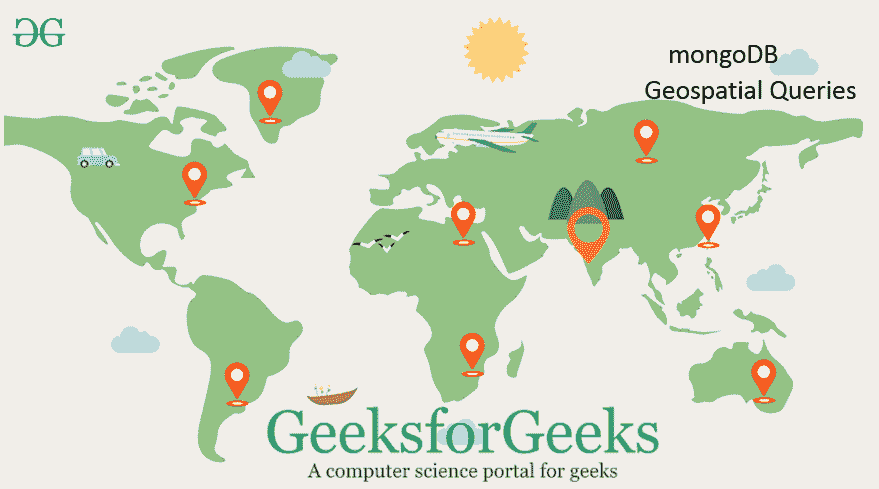 mongoDB
Geospatial Queries
GeeksforGeeks
A computer science portal for geeks